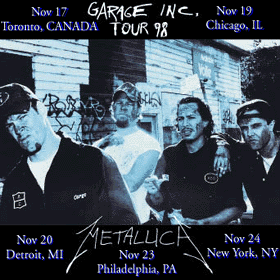 GARAGE INC.
TOUR 98
Nov 17
Toronto, CANADA
Nov 19
Chicago, IL
METALLICA
Nov 20
Detroit, MI
Nov 23
Philadelphia, PA
Nov 24
New York, NY